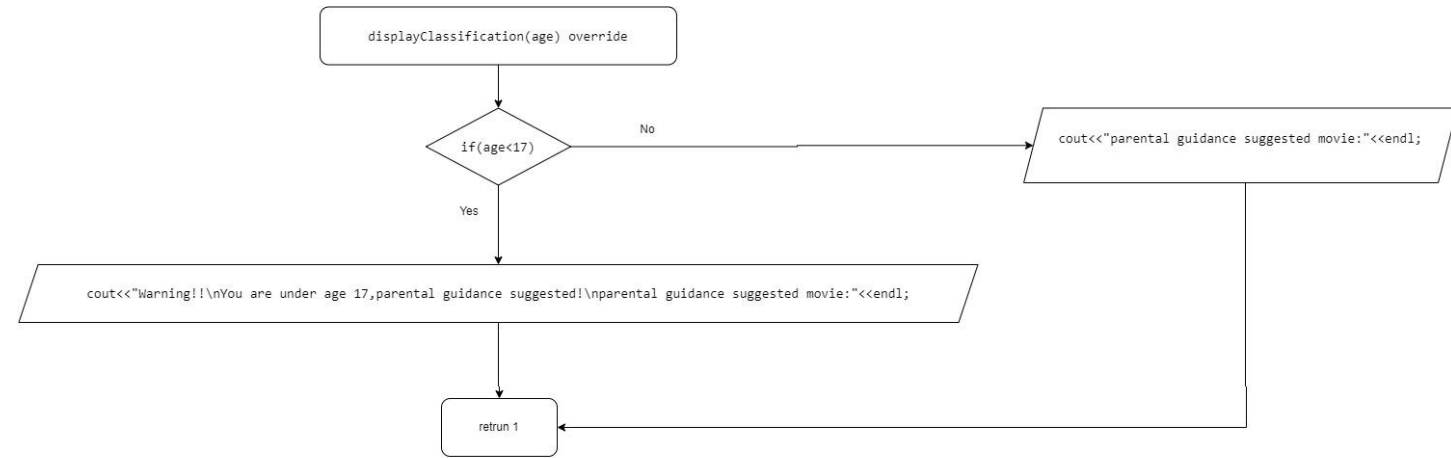 displayClassification(age) override
if(age<17)
No
cout<<"parental guidance suggested movie:"<<endl;
Yes
cout<<"Warning!!\nYou are under age 17,parental guidance suggested!\nparental guidance suggested movie:"<<endl;
retrun 1